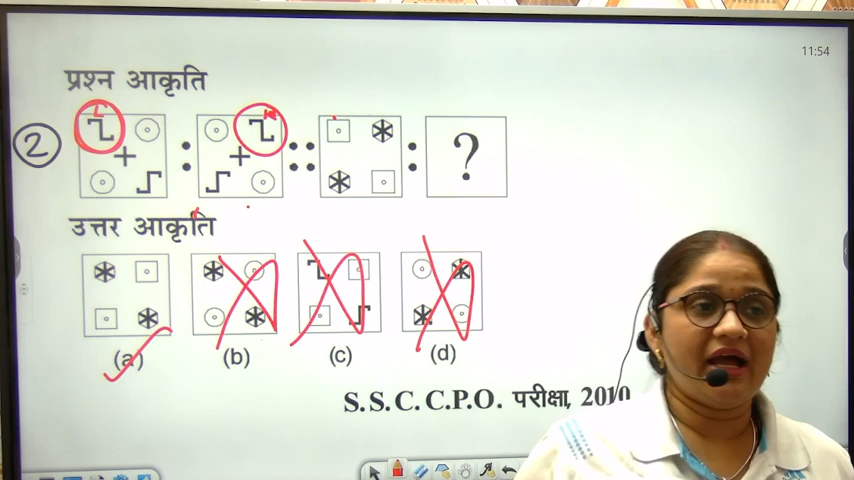 11:54
प्रश्न आकृति
2
+ : + :: : ?
उत्तर आकृति
(a) (b) (c) (d)
S.S.C. C.P.O. परीक्षा, 2010